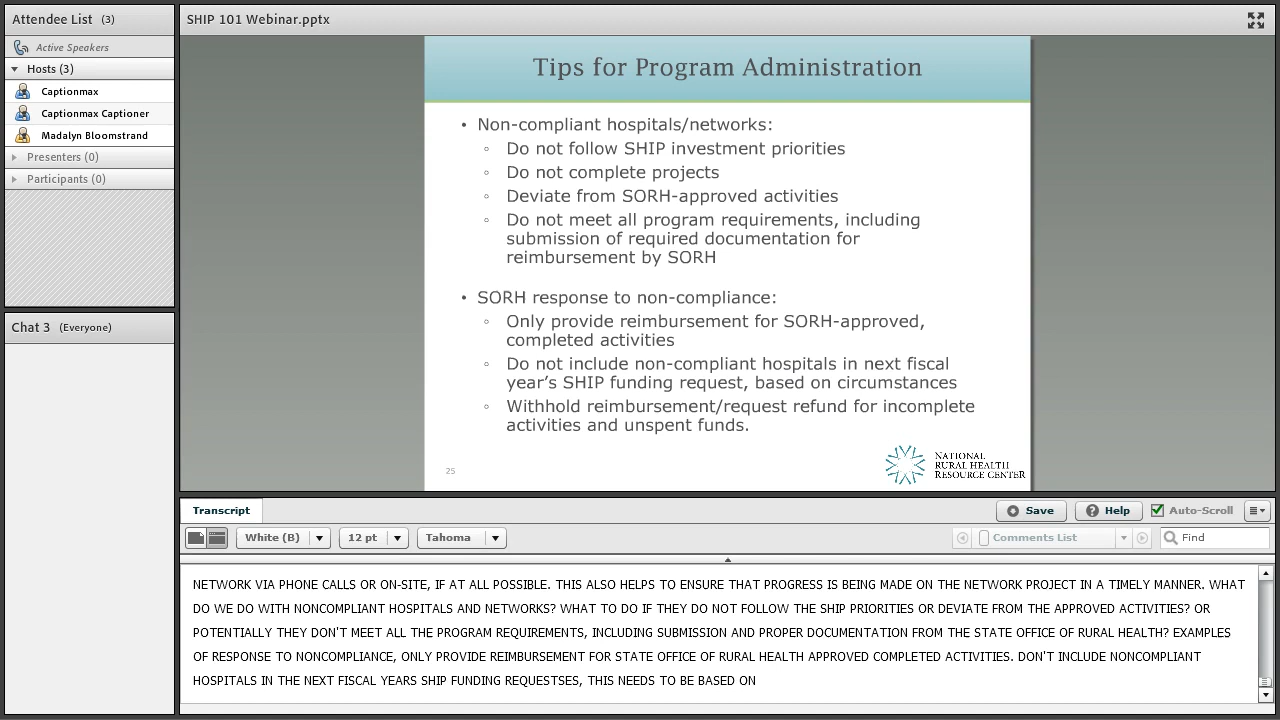 Attendee List (3)
Active Speakers
Hosts (3)
Captionmax
Captionmax Captioner
Madalyn Bloomstrand
Presenters (0)
Participants (0)
Chat 3 (Everyone)
SHIP 101 Webinar.pptx
Tips for Program Administration
• Non-compliant hospitals/networks:
◦ Do not follow SHIP investment priorities
◦ Do not complete projects
◦ Deviate from SORH-approved activities
◦ Do not meet all program requirements, including
submission of required documentation for
reimbursement by SORH
• SORH response to non-compliance:
◦ Only provide reimbursement for SORH-approved,
completed activities
◦ Do not include non-compliant hospitals in next fiscal
year's SHIP funding request, based on circumstances
◦ Withhold reimbursement/request refund for incomplete
activities and unspent funds.
25
NATIONAL
RURAL HEALTH
RESOURCE CENTER
Transcript
Save
Help
Auto-Scroll
White (B)
12 pt
Tahoma
Comments List
Find
NETWORK VIA PHONE CALLS OR ON-SITE, IF AT ALL POSSIBLE. THIS ALSO HELPS TO ENSURE THAT PROGRESS IS BEING MADE ON THE NETWORK PROJECT IN A TIMELY MANNER. WHAT
DO WE DO WITH NONCOMPLIANT HOSPITALS AND NETWORKS? WHAT TO DO IF THEY DO NOT FOLLOW THE SHIP PRIORITIES OR DEVIATE FROM THE APPROVED ACTIVITIES? OR
POTENTIALLY THEY DON'T MEET ALL THE PROGRAM REQUIREMENTS, INCLUDING SUBMISSION AND PROPER DOCUMENTATION FROM THE STATE OFFICE OF RURAL HEALTH? EXAMPLES
OF RESPONSE TO NONCOMPLIANCE, ONLY PROVIDE REIMBURSEMENT FOR STATE OFFICE OF RURAL HEALTH APPROVED COMPLETED ACTIVITIES. DON'T INCLUDE NONCOMPLIANT
HOSPITALS IN THE NEXT FISCAL YEARS SHIP FUNDING REQUESTSES, THIS NEEDS TO BE BASED ON